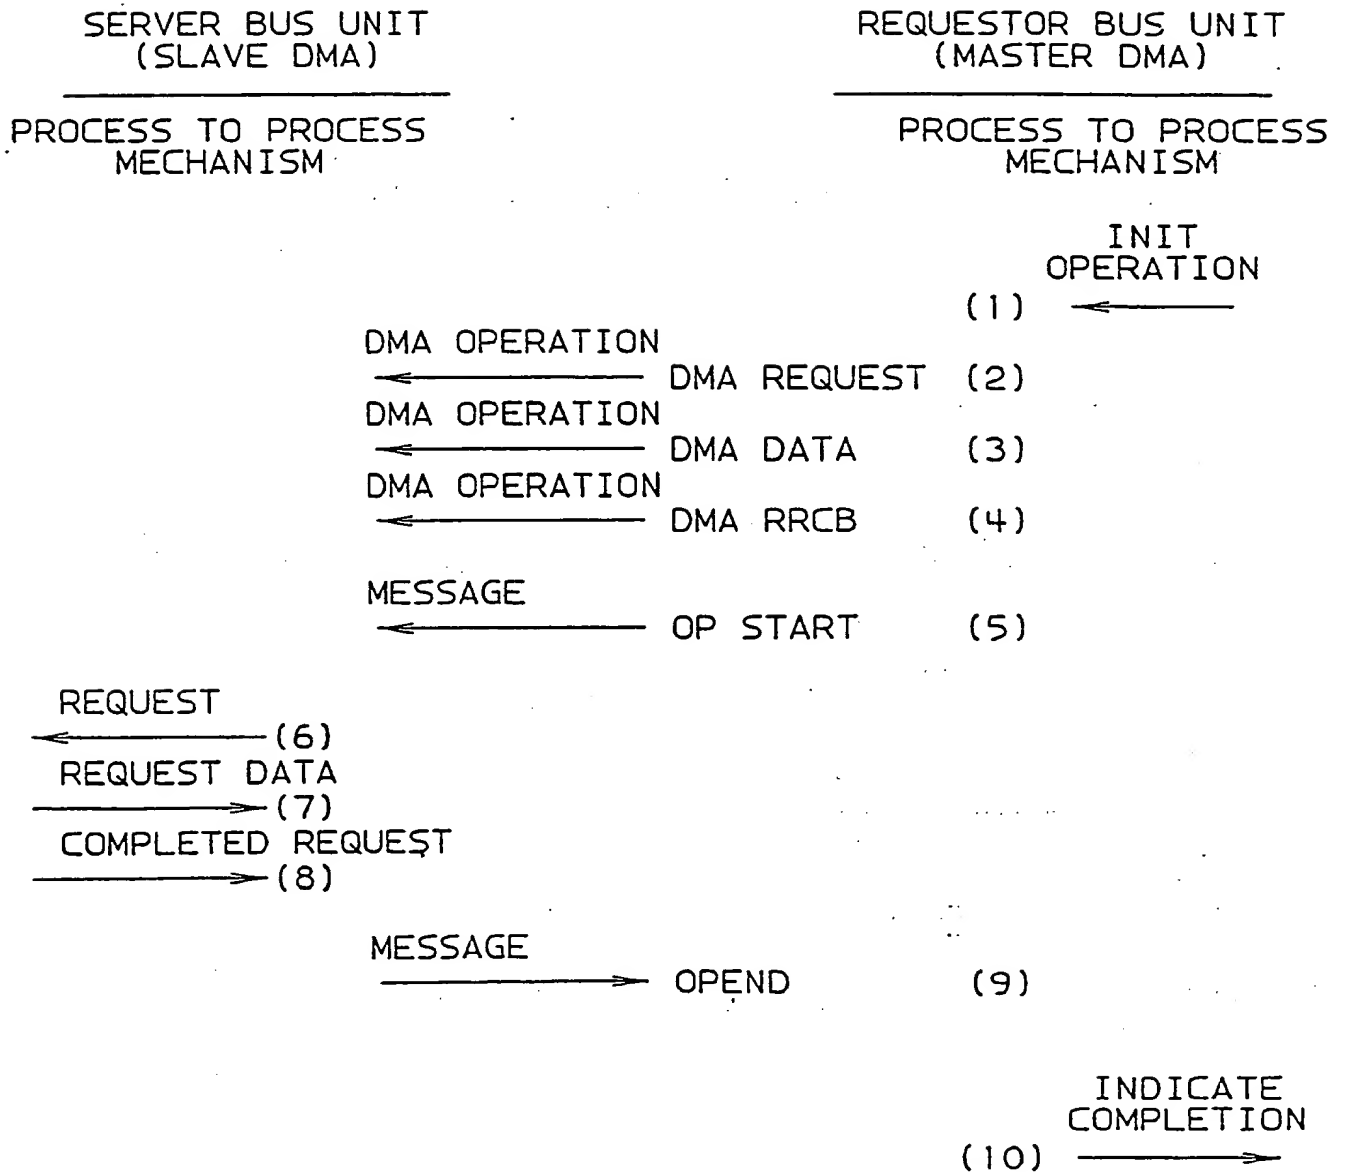 SERVER BUS UNIT
(SLAVE DMA)
REQUESTOR BUS UNIT
(MASTER DMA)
PROCESS TO PROCESS
MECHANISM
PROCESS TO PROCESS
MECHANISM
INIT
OPERATION
(1)
DMA OPERATION
DMA REQUEST (2)
DMA OPERATION
DMA DATA (3)
DMA OPERATION
DMA RRCB (4)
MESSAGE
OP START (5)
REQUEST
(6)
REQUEST DATA
(7)
COMPLETED REQUEST
(8)
MESSAGE
OPEND (9)
INDICATE
COMPLETION
(10)